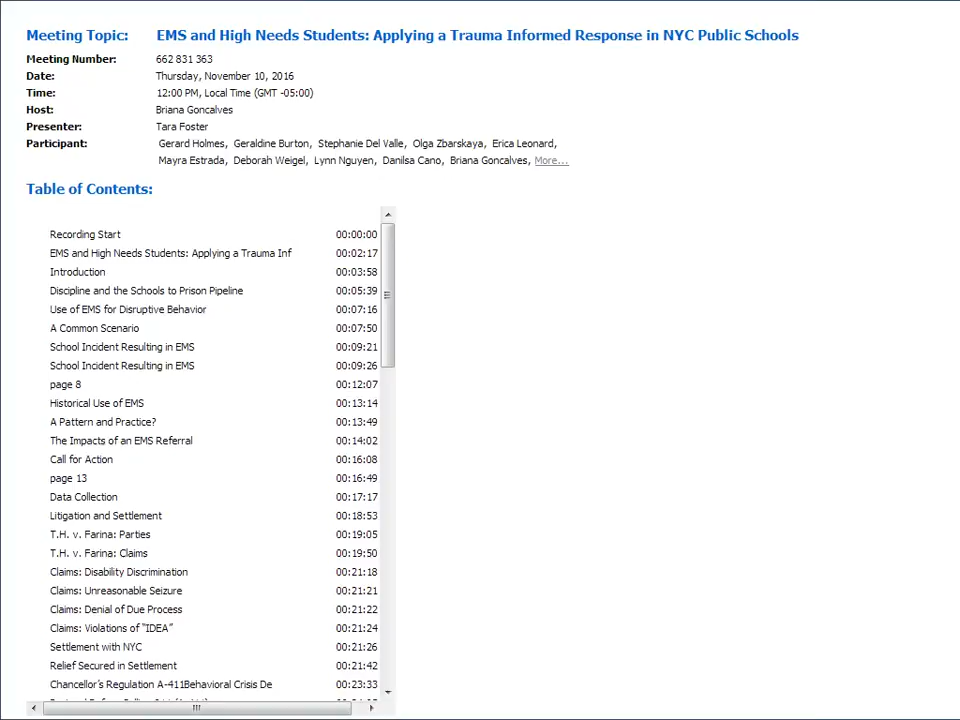 Meeting Topic: EMS and High Needs Students: Applying a Trauma Informed Response in NYC Public Schools
Meeting Number: 662 831 363
Date: Thursday, November 10, 2016
Time: 12:00 PM, Local Time (GMT -05:00)
Host: Briana Goncalves
Presenter: Tara Foster
Participant: Gerard Holmes, Geraldine Burton, Stephanie Del Valle, Olga Zbarskaya, Erica Leonard,
Mayra Estrada, Deborah Weigel, Lynn Nguyen, Danilsa Cano, Briana Goncalves, More...
Table of Contents:
Recording Start 00:00:00
EMS and High Needs Students: Applying a Trauma Inf 00:02:17
Introduction 00:03:58
Discipline and the Schools to Prison Pipeline 00:05:39
Use of EMS for Disruptive Behavior 00:07:16
A Common Scenario 00:07:50
School Incident Resulting in EMS 00:09:21
School Incident Resulting in EMS 00:09:26
page 8 00:12:07
Historical Use of EMS 00:13:14
A Pattern and Practice? 00:13:49
The Impacts of an EMS Referral 00:14:02
Call for Action 00:16:08
page 13 00:16:49
Data Collection 00:17:17
Litigation and Settlement 00:18:53
T.H. v. Farina: Parties 00:19:05
T.H. v. Farina: Claims 00:19:50
Claims: Disability Discrimination 00:21:18
Claims: Unreasonable Seizure 00:21:21
Claims: Denial of Due Process 00:21:22
Claims: Violations of "IDEA" 00:21:24
Settlement with NYC 00:21:26
Relief Secured in Settlement 00:21:42
Chancellor's Regulation A-411Behavioral Crisis De 00:23:33